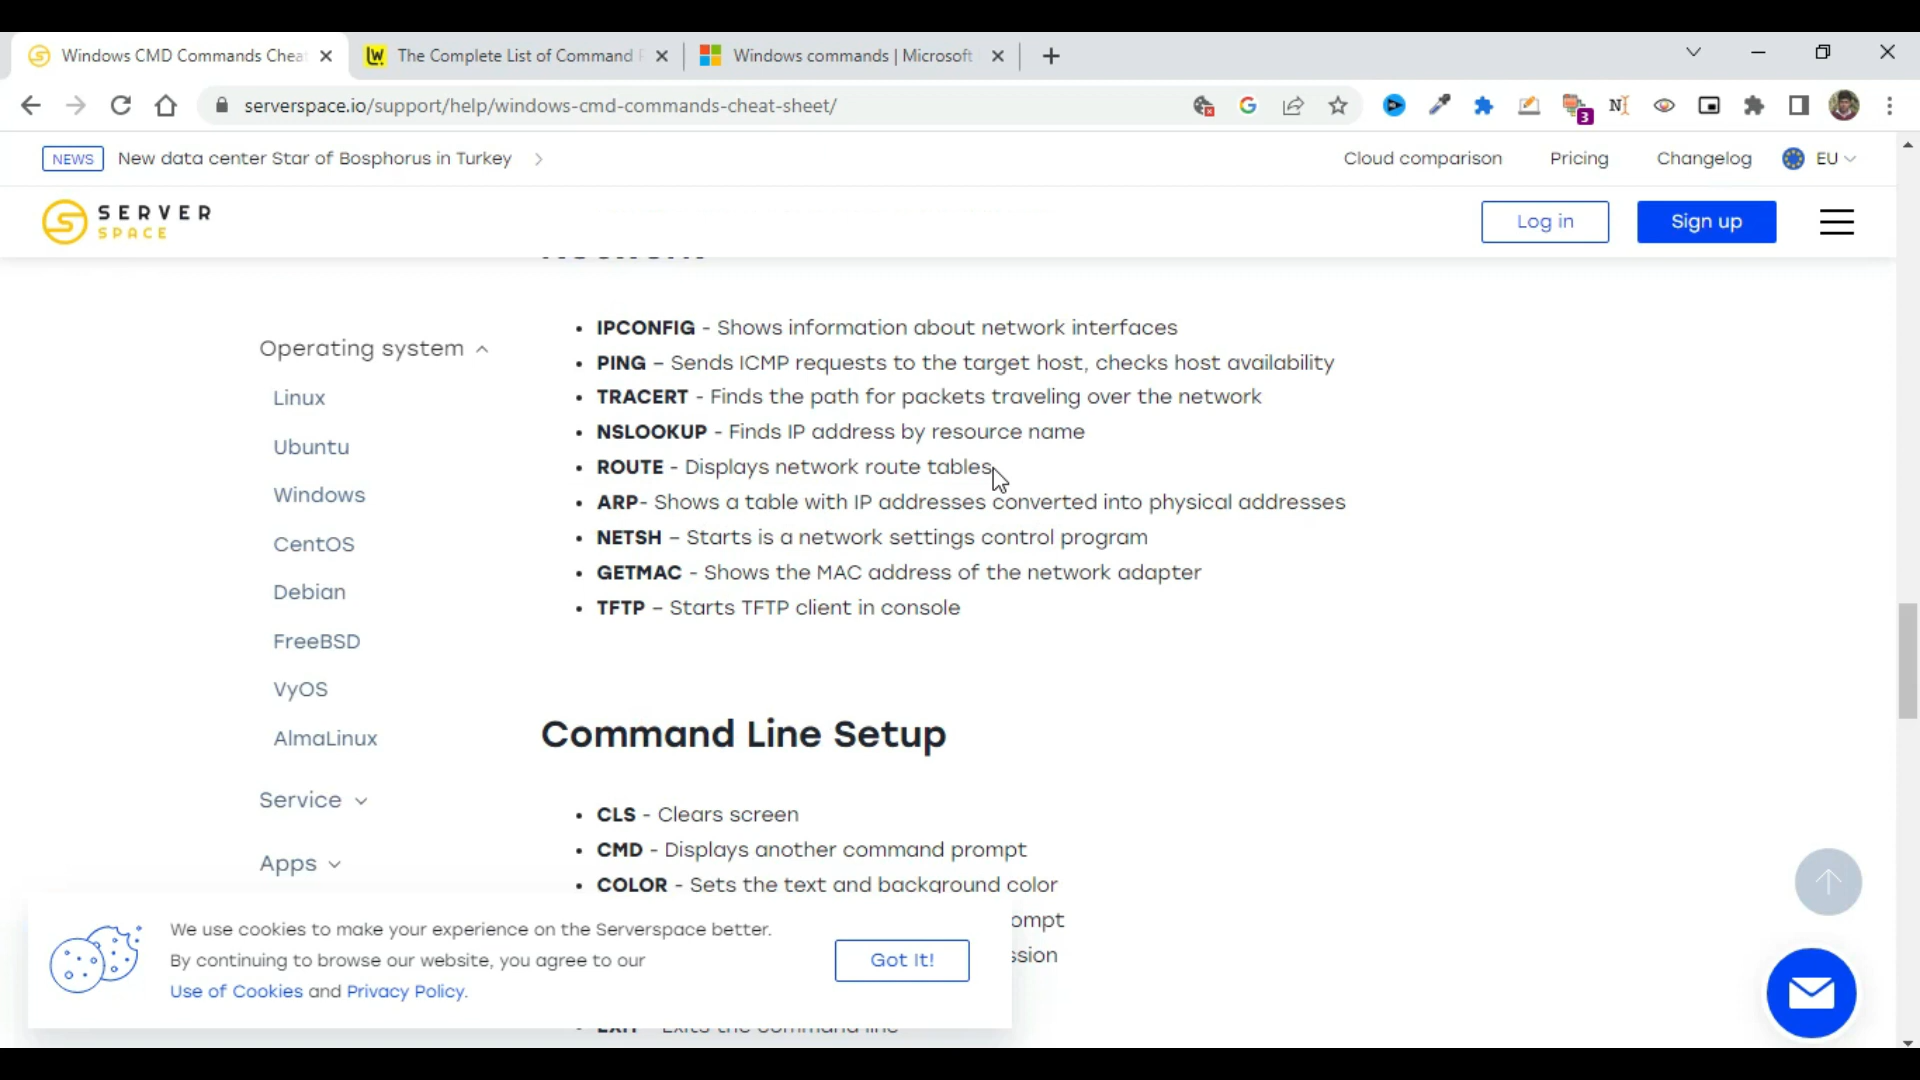 Windows CMD Commands Chea
The Complete List of Command
Windows commands | Microsoft
serverspace.io/support/help/windows-cmd-commands-cheat-sheet/
3
NEWS New data center Star of Bosphorus in Turkey
Cloud comparison Pricing Changelog EU
SERVER
SPACE
Log in
Sign up
Operating system
Linux
Ubuntu
Windows
CentOS
Debian
FreeBSD
VyOS
AlmaLinux
Service
Apps
• IPCONFIG - Shows information about network interfaces
• PING – Sends ICMP requests to the target host, checks host availability
• TRACERT - Finds the path for packets traveling over the network
• NSLOOKUP - Finds IP address by resource name
• ROUTE - Displays network route tables
• ARP- Shows a table with IP addresses converted into physical addresses
• NETSH – Starts is a network settings control program
• GETMAC - Shows the MAC address of the network adapter
• TFTP – Starts TFTP client in console
Command Line Setup
• CLS - Clears screen
• CMD - Displays another command prompt
• COLOR - Sets the text and background color
ompt
ssion
We use cookies to make your experience on the Serverspace better.
By continuing to browse our website, you agree to our
Use of Cookies and Privacy Policy.
Got It!